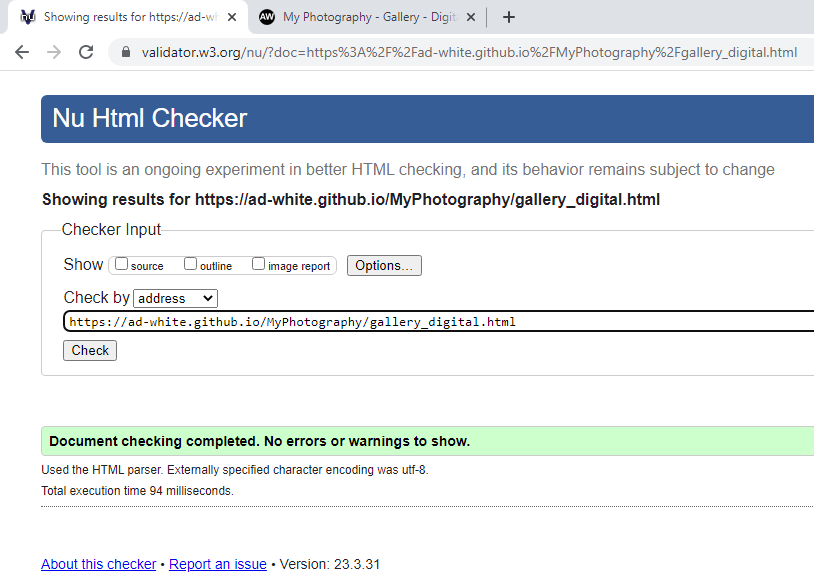 Showing results for https://ad-wh
AW My Photography - Gallery - Digit
validator.w3.org/nu/?doc=https%3A%2F%2Fad-white.github.io%2FMyPhotography%2Fgallery_digital.html
Nu Html Checker
This tool is an ongoing experiment in better HTML checking, and its behavior remains subject to change
Showing results for https://ad-white.github.io/MyPhotography/gallery_digital.html
Checker Input
Show source outline image report Options...
Check by address
https://ad-white.github.io/MyPhotography/gallery_digital.html
Check
Document checking completed. No errors or warnings to show.
Used the HTML parser. Externally specified character encoding was utf-8.
Total execution time 94 milliseconds.
About this checker • Report an issue • Version: 23.3.31